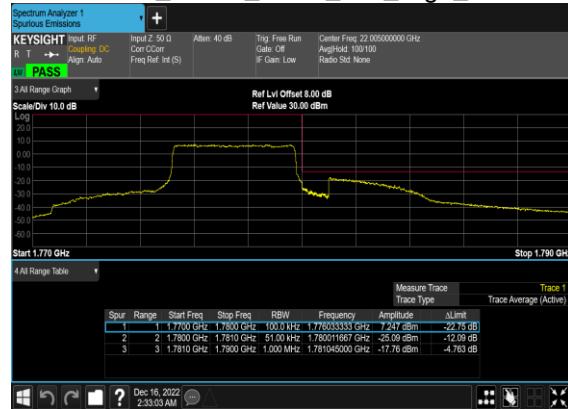 Spectrum Analyzer 1
Spurious Emissions
+
KEYSIGHT Input: RF Input Z: 50 Ω Atten: 40 dB Trig: Free Run Center Freq: 22.005000000 GHz
R T Coupling: DC Corr CCorr Gate: Off Avg|Hold: 100/100
Align: Auto Freq Ref: Int (S) IF Gain: Low Radio Std: None
LW PASS
3 All Range Graph
Ref Lvl Offset 8.00 dB
Scale/Div 10.0 dB Ref Value 30.00 dBm
Log
20.0
10.0
0.00
-10.0
-20.0
-30.0
-40.0
-50.0
-60.0
Start 1.770 GHz Stop 1.790 GHz
4 All Range Table
Measure Trace Trace 1
Trace Type Trace Average (Active)
Spur Range Start Freq Stop Freq RBW Frequency Amplitude ΔLimit
1 1 1.7700 GHz 1.7800 GHz 100.0 kHz 1.776033333 GHz 7.247 dBm -22.75 dB
2 2 1.7800 GHz 1.7810 GHz 51.00 kHz 1.780011667 GHz -25.09 dBm -12.09 dB
3 3 1.7810 GHz 1.7900 GHz 1.000 MHz 1.781045000 GHz -17.76 dBm -4.763 dB
? Dec 16, 2022
2:33:03 AM